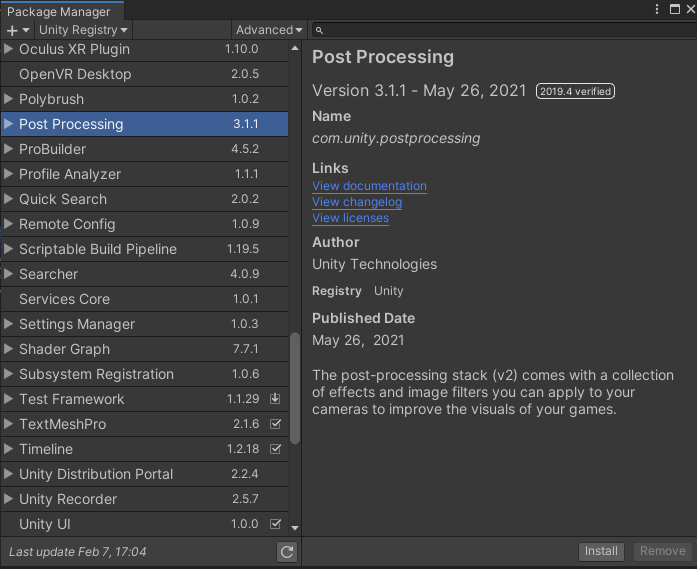 Package Manager
Unity Registry Advanced
Oculus XR Plugin 1.10.0
OpenVR Desktop 2.0.5
Polybrush 1.0.2
Post Processing 3.1.1
ProBuilder 4.5.2
Profile Analyzer 1.1.1
Quick Search 2.0.2
Remote Config 1.0.9
Scriptable Build Pipeline 1.19.5
Searcher 4.0.9
Services Core 1.0.1
Settings Manager 1.0.3
Shader Graph 7.7.1
Subsystem Registration 1.0.6
Test Framework 1.1.29
TextMeshPro 2.1.6
Timeline 1.2.18
Unity Distribution Portal 2.2.4
Unity Recorder 2.5.7
Unity UI 1.0.0
Last update Feb 7, 17:04
Post Processing
Version 3.1.1 - May 26, 2021 2019.4 verified
Name
com.unity.postprocessing
Links
View documentation
View changelog
View licenses
Author
Unity Technologies
Registry Unity
Published Date
May 26, 2021
The post-processing stack (v2) comes with a collection
of effects and image filters you can apply to your
cameras to improve the visuals of your games.
Install Remove